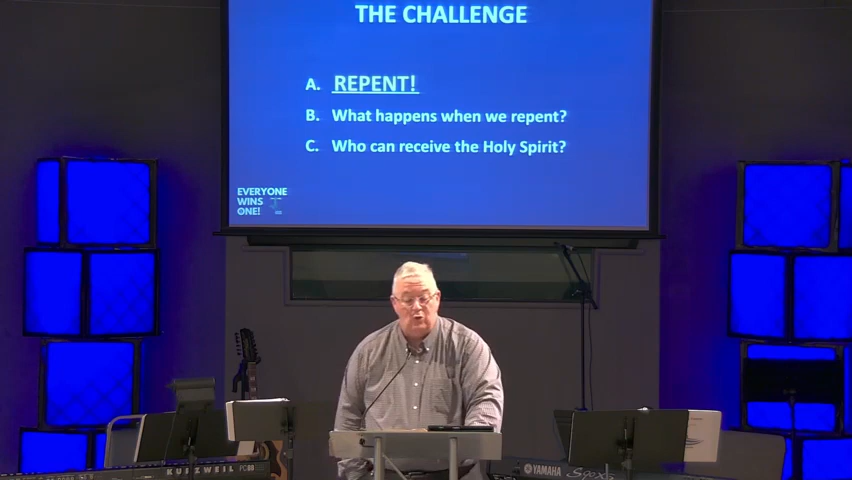 THE CHALLENGE
A. REPENT!
B. What happens when we repent?
C. Who can receive the Holy Spirit?
EVERYONE
WINS
ONE!
KURZWEIL
YAMAHA